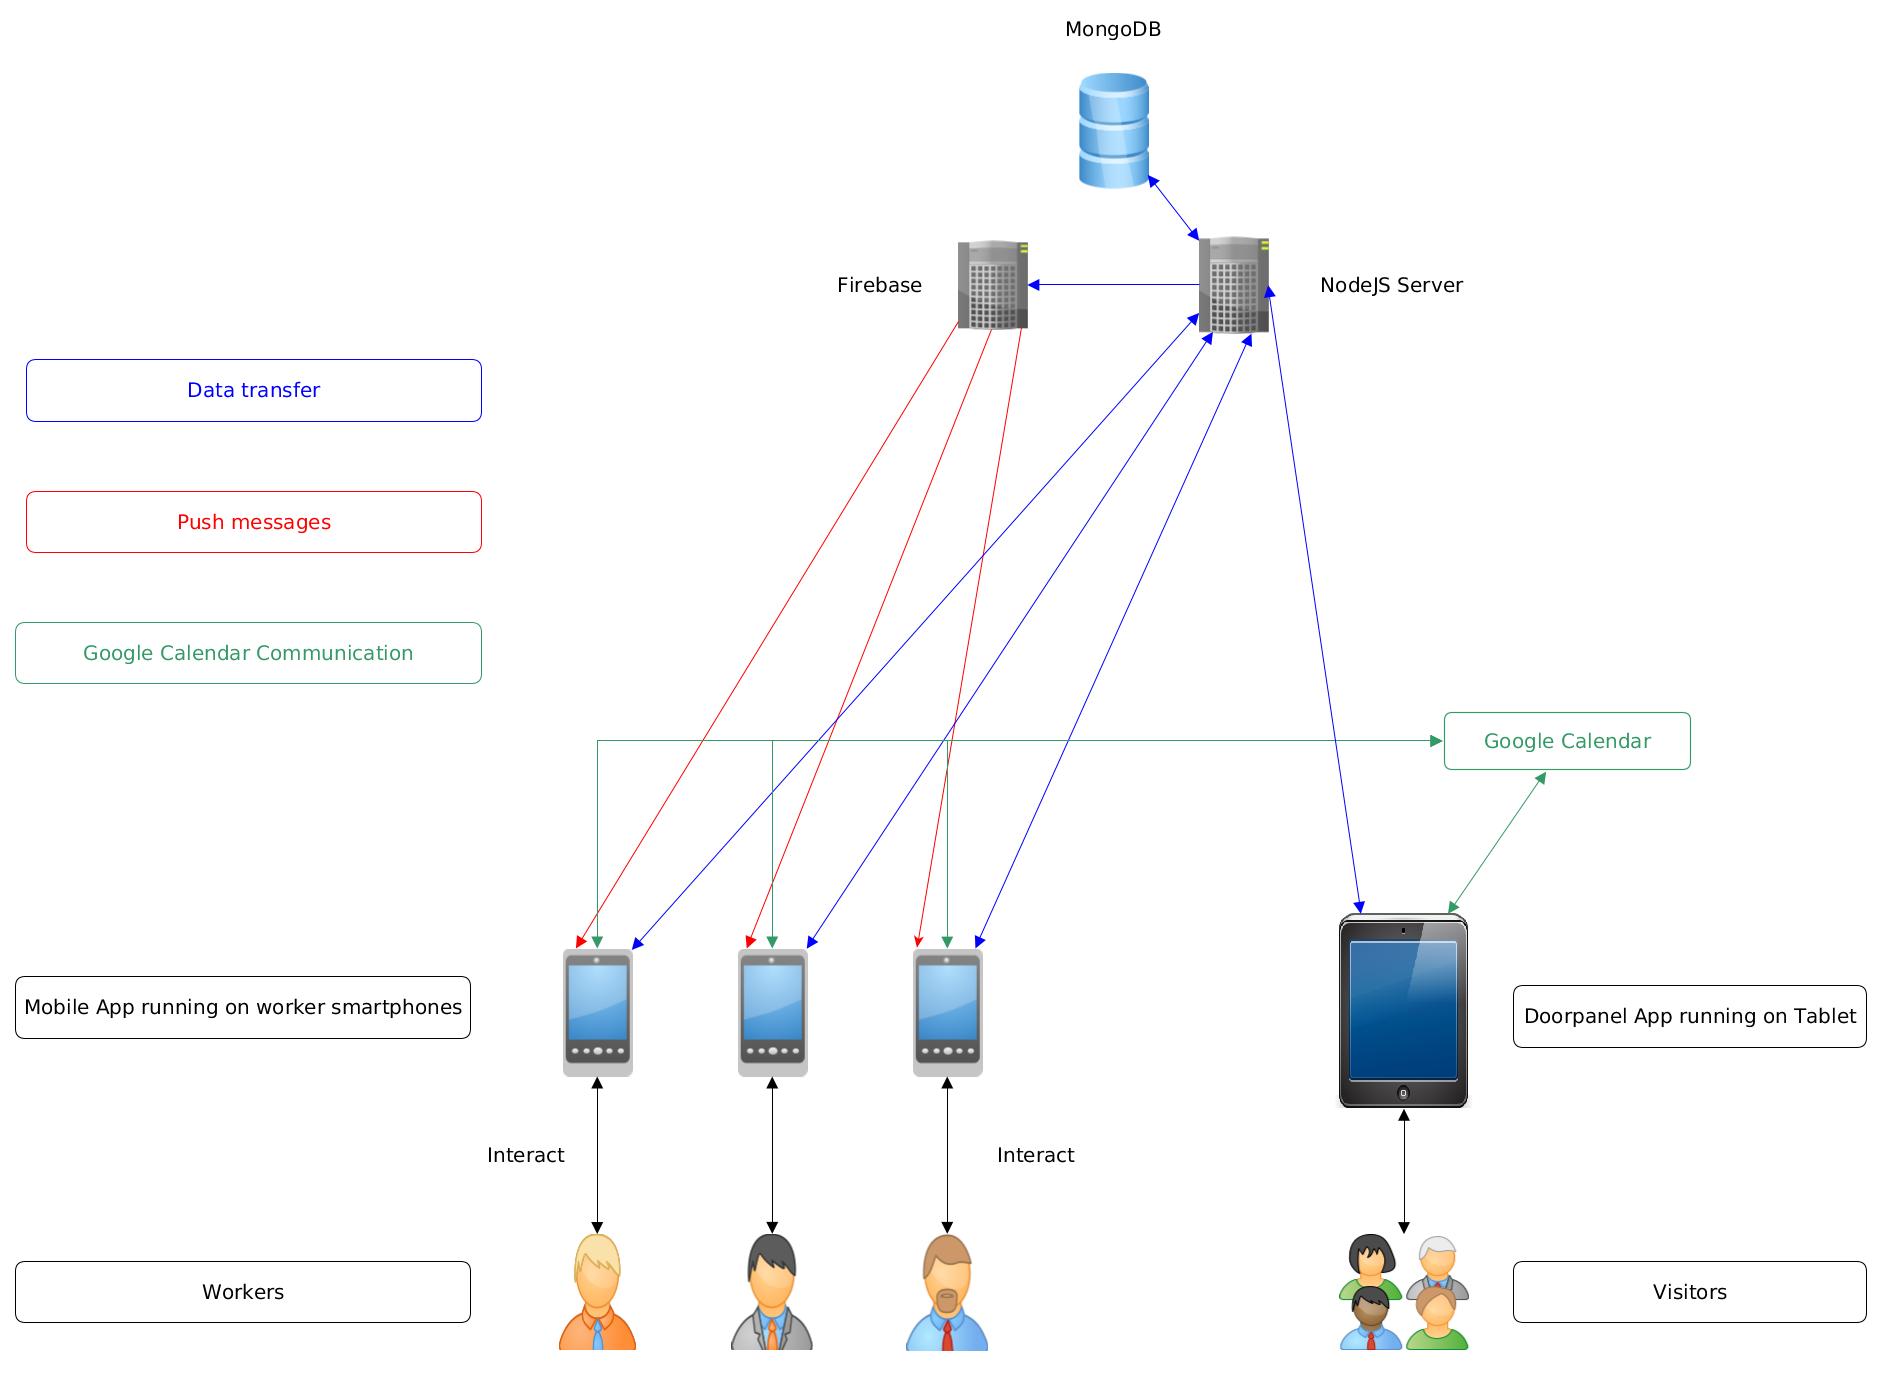 MongoDB
Firebase
NodeJS Server
Data transfer
Push messages
Google Calendar Communication
Google Calendar
Mobile App running on worker smartphones
Doorpanel App running on Tablet
Interact
Interact
Workers
Visitors